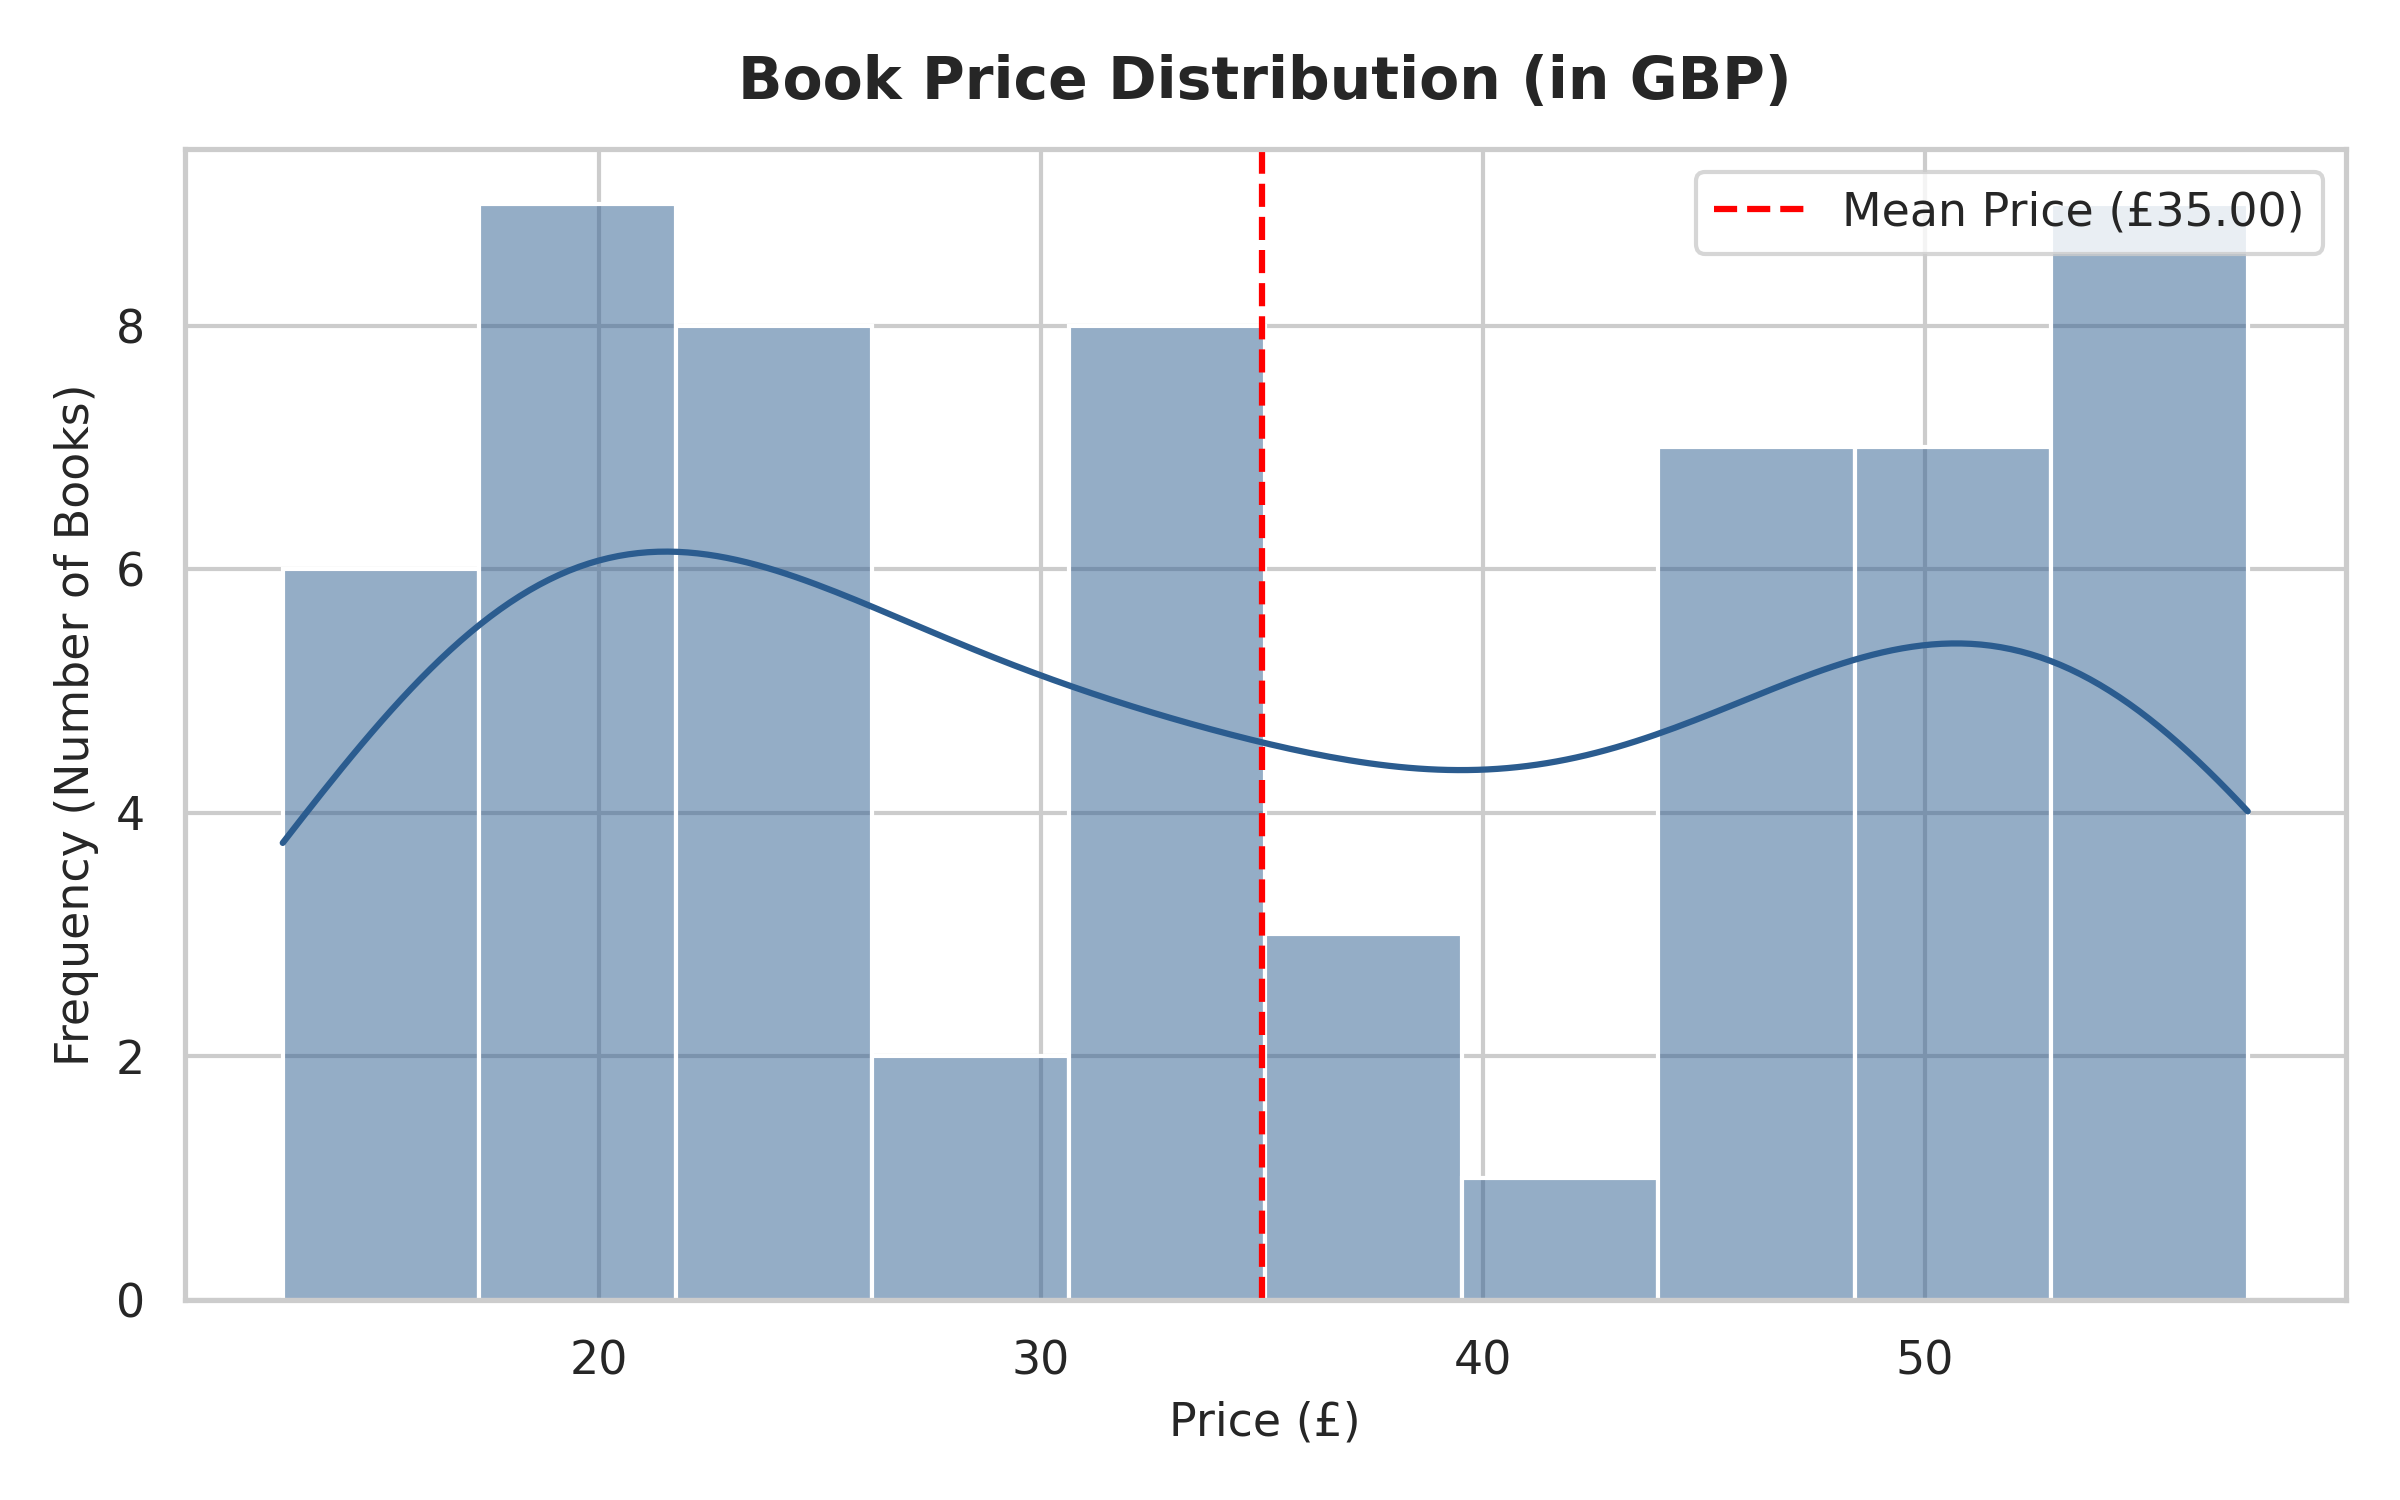 Book Price Distribution (in GBP)
Mean Price (£35.00)
Frequency (Number of Books)
8
6
4
2
0
20 30 40 50
Price (£)